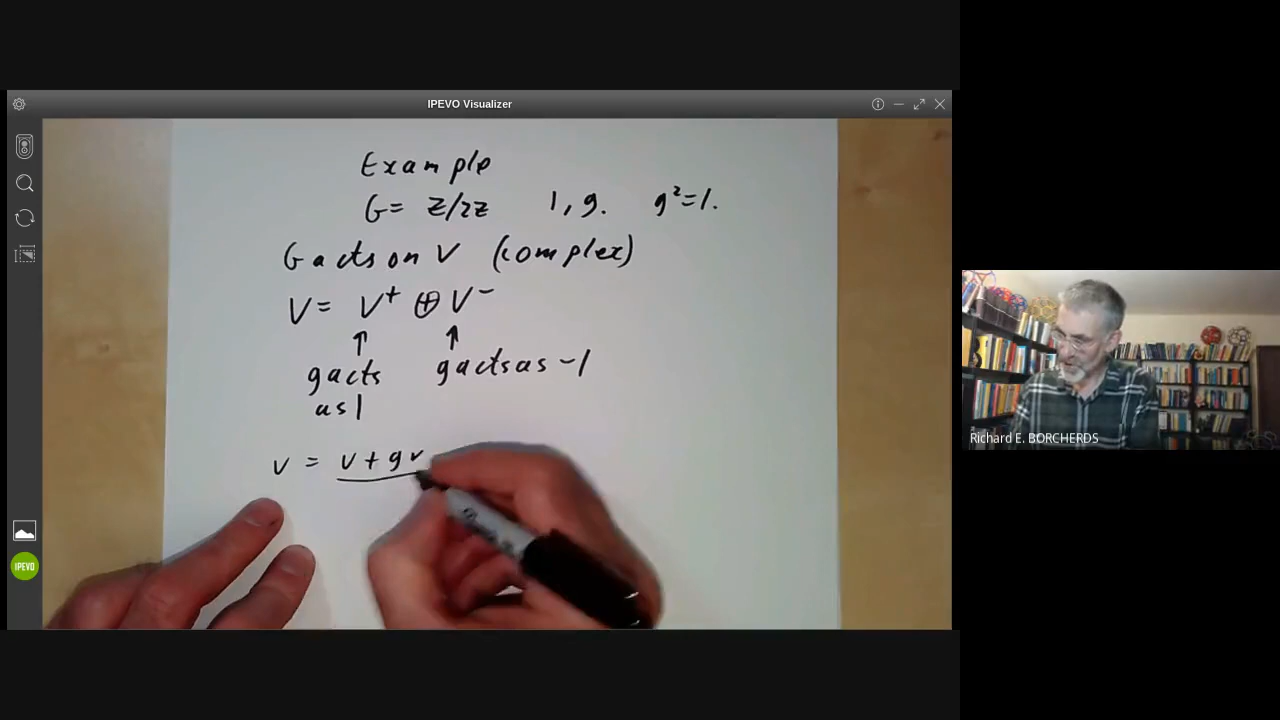 IPEVO Visualizer
Example
G = Z/2Z 1, g. g²=1.
G acts on V (complex)
V = V⁺ ⊕ V⁻
↑ ↑
g acts g acts as -1
as 1
v = v + gv
Richard E. BORCHERDS
IPEVO